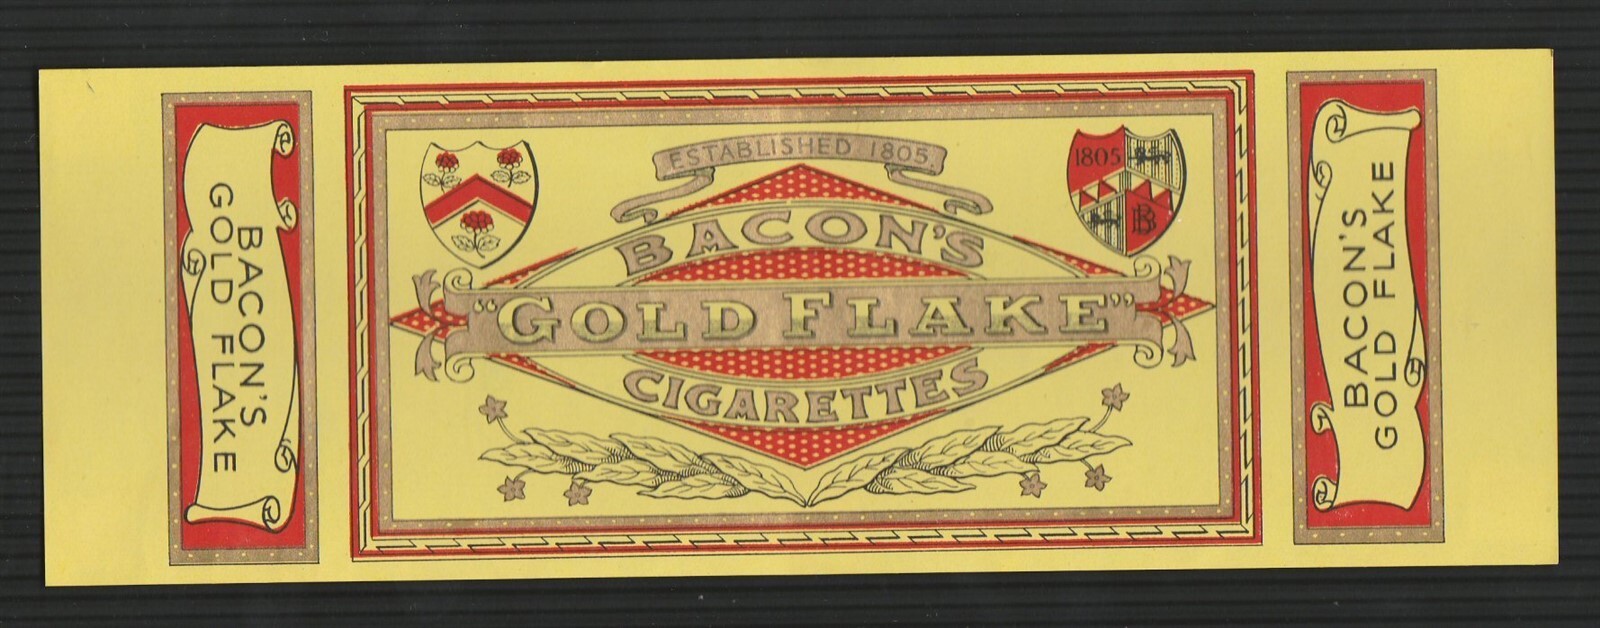 BACON'S
GOLD FLAKE
ESTABLISHED 1805.
1805
B
BACON'S
"GOLD FLAKE"
CIGARETTES
BACON'S
GOLD FLAKE